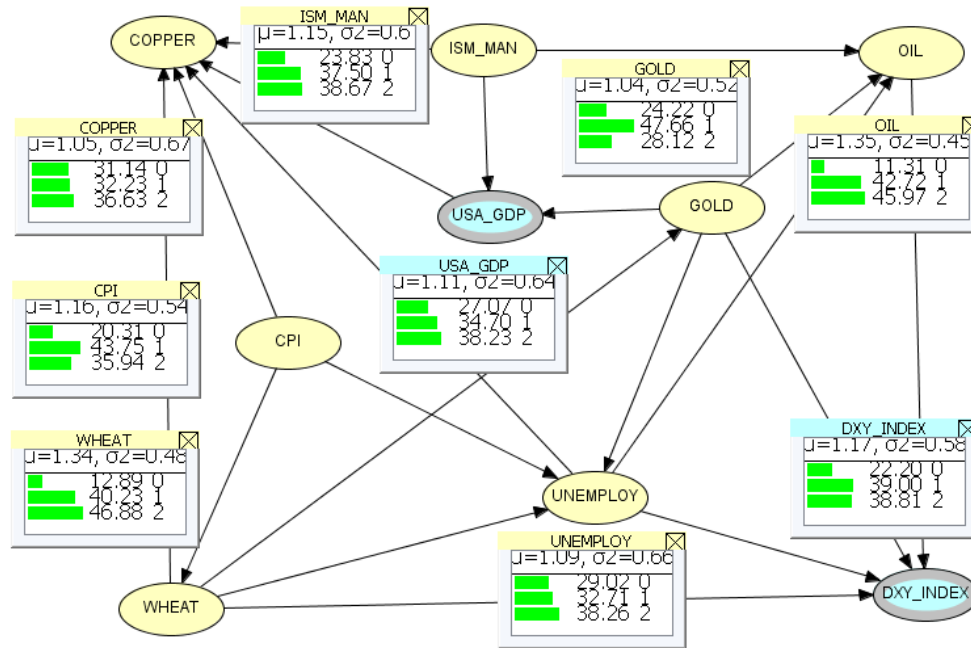 ISM_MAN
μ=1.15, σ2=0.6
23.83 0
37.50 1
38.67 2
COPPER
ISM_MAN
OIL
GOLD
μ=1.04, σ2=0.52
24.22 0
47.66 1
28.12 2
COPPER
μ=1.05, σ2=0.67
31.14 0
32.23 1
36.63 2
OIL
μ=1.35, σ2=0.45
11.31 0
42.72 1
45.97 2
USA_GDP
GOLD
USA_GDP
μ=1.11, σ2=0.64
27.07 0
34.70 1
38.23 2
CPI
μ=1.16, σ2=0.54
20.31 0
43.75 1
35.94 2
CPI
WHEAT
μ=1.34, σ2=0.48
12.89 0
40.23 1
46.88 2
DXY_INDEX
μ=1.17, σ2=0.58
22.20 0
39.00 1
38.81 2
UNEMPLOY
UNEMPLOY
μ=1.09, σ2=0.66
29.02 0
32.71 1
38.26 2
WHEAT
DXY_INDEX